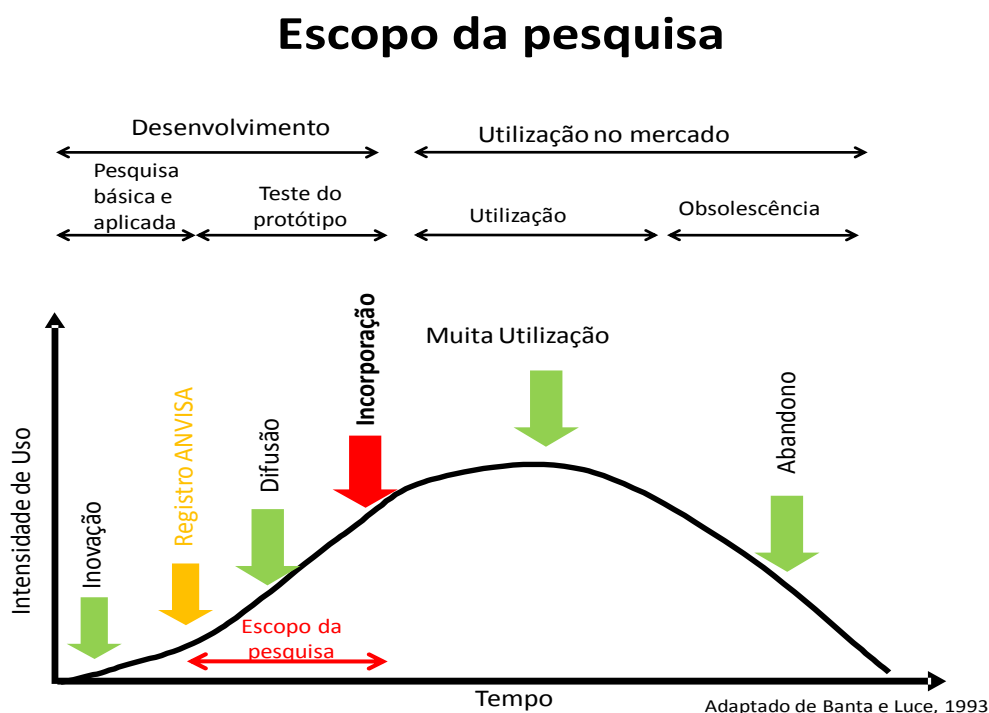 Escopo da pesquisa
Desenvolvimento
Utilização no mercado
Pesquisa
básica e
aplicada
Teste do
protótipo
Utilização
Obsolescência
Intensidade de Uso
Inovação
Registro ANVISA
Difusão
Incorporação
Muita Utilização
Abandono
Escopo da
pesquisa
Tempo
Adaptado de Banta e Luce, 1993